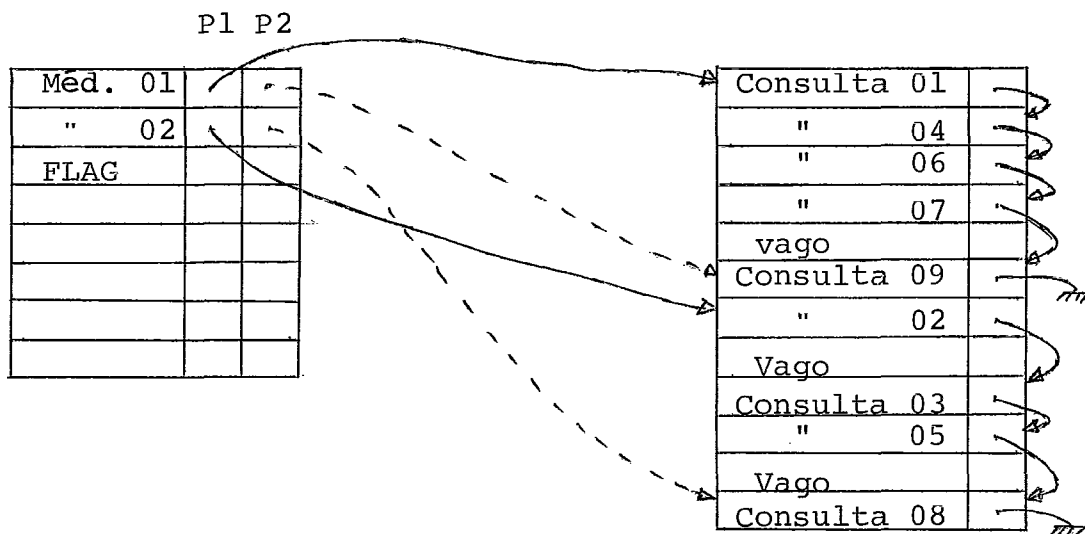 P1 P2
Méd. 01
" 02
FLAG
Consulta 01
" 04
" 06
" 07
vago
Consulta 09
" 02
Vago
Consulta 03
" 05
Vago
Consulta 08